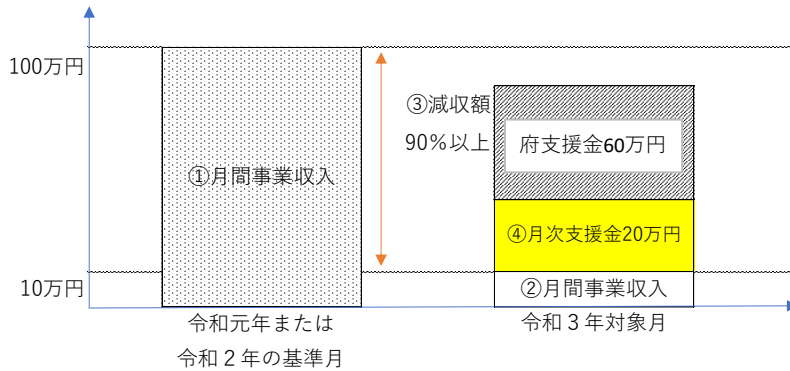 100万円
③減収額
90％以上
府支援金60万円
①月間事業収入
④月次支援金20万円
10万円
②月間事業収入
令和元年または
令和２年の基準月
令和３年対象月